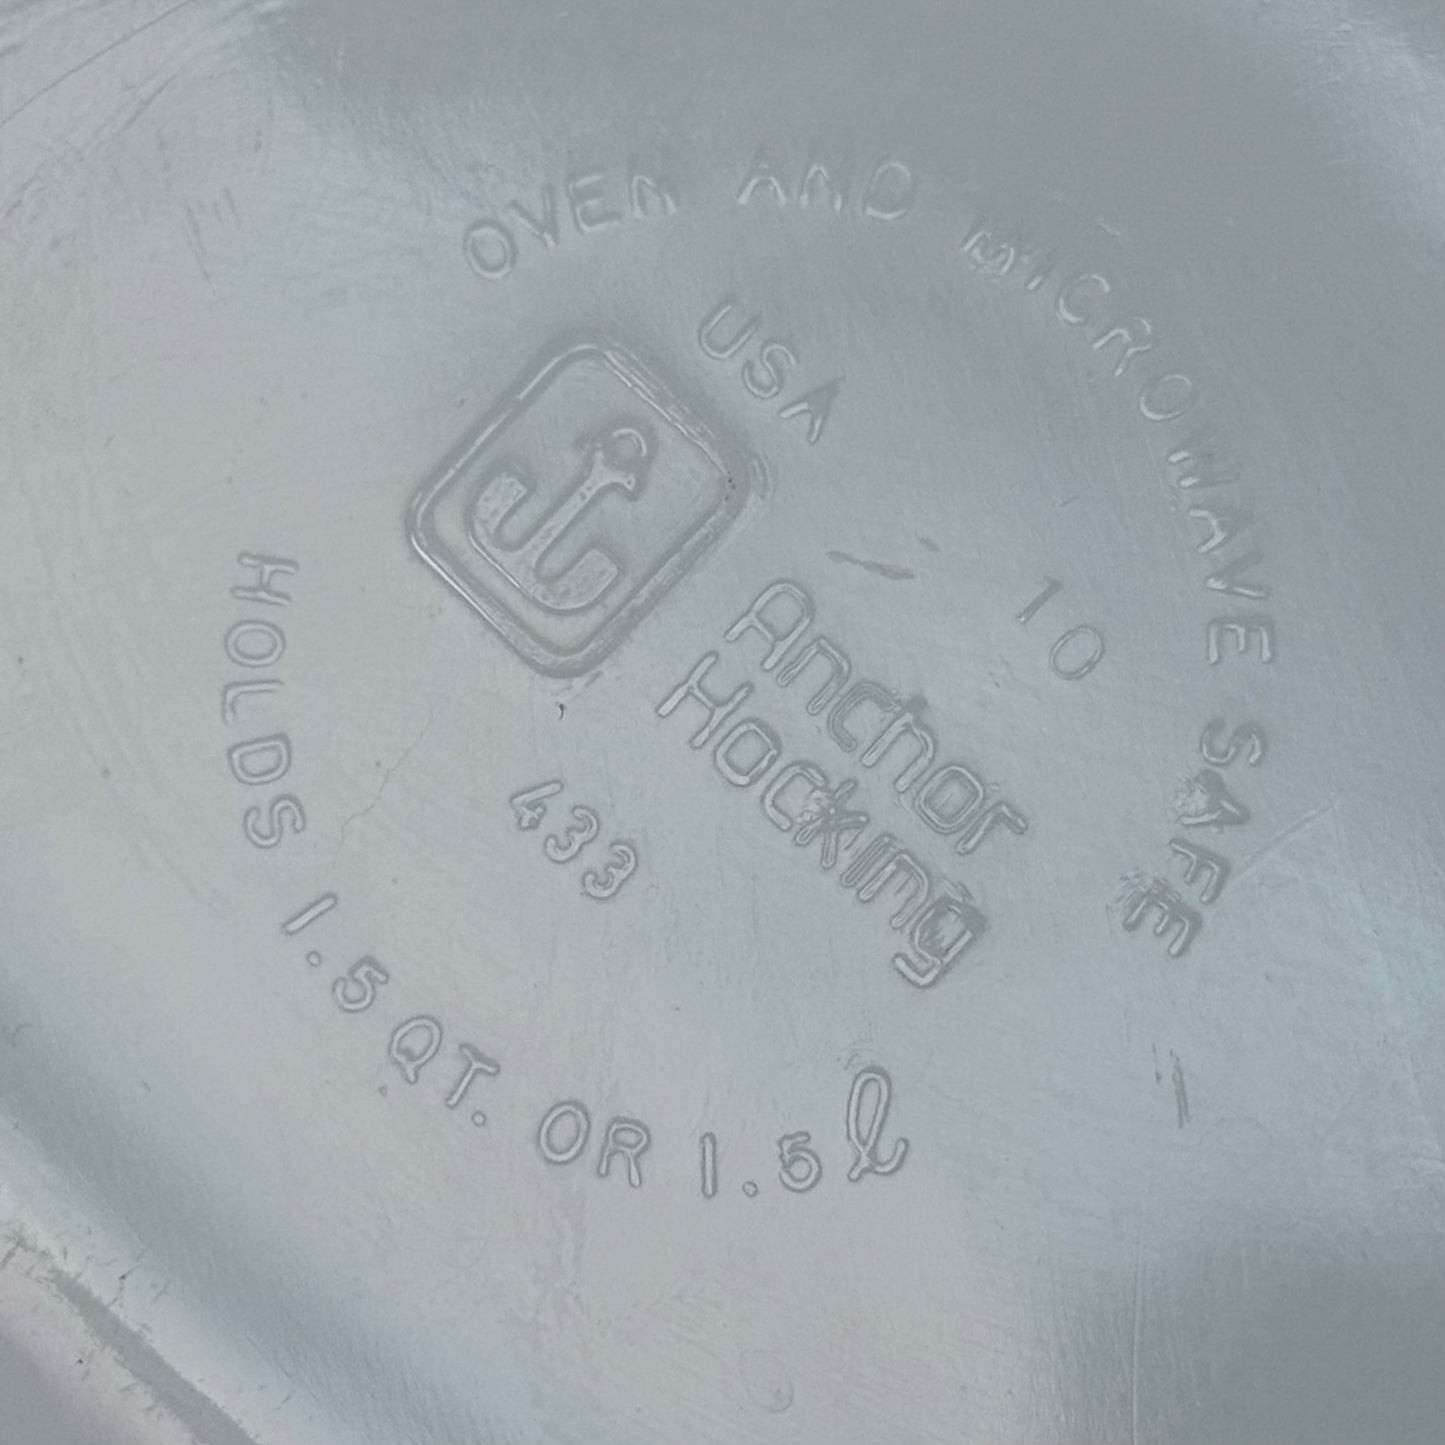 OVEN AND MICROWAVE SAFE
USA
10
Anchor
Hocking
433
HOLDS 1.5 QT. OR 1.5 ℓ